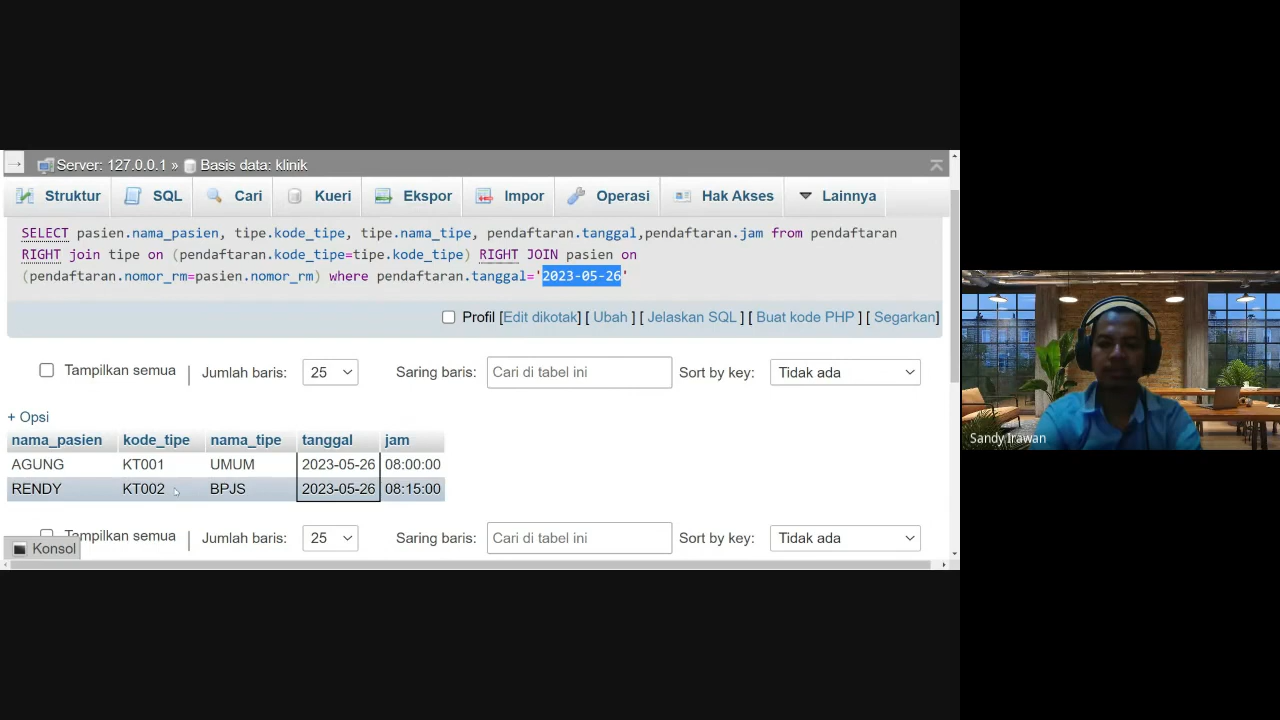 Server: 127.0.0.1 » Basis data: klinik
Struktur SQL Cari Kueri Ekspor Impor Operasi Hak Akses Lainnya
SELECT pasien.nama_pasien, tipe.kode_tipe, tipe.nama_tipe, pendaftaran.tanggal,pendaftaran.jam from pendaftaran
RIGHT join tipe on (pendaftaran.kode_tipe=tipe.kode_tipe) RIGHT JOIN pasien on
(pendaftaran.nomor_rm=pasien.nomor_rm) where pendaftaran.tanggal='2023-05-26'
Profil [Edit dikotak] [ Ubah ] [ Jelaskan SQL ] [ Buat kode PHP ] [ Segarkan]
Tampilkan semua | Jumlah baris: 25 Saring baris: Cari di tabel ini Sort by key: Tidak ada
+ Opsi
nama_pasien kode_tipe nama_tipe tanggal jam
AGUNG KT001 UMUM 2023-05-26 08:00:00
RENDY KT002 BPJS 2023-05-26 08:15:00
Tampilkan semua | Jumlah baris: 25 Saring baris: Cari di tabel ini Sort by key: Tidak ada
Konsol
Sandy Irawan